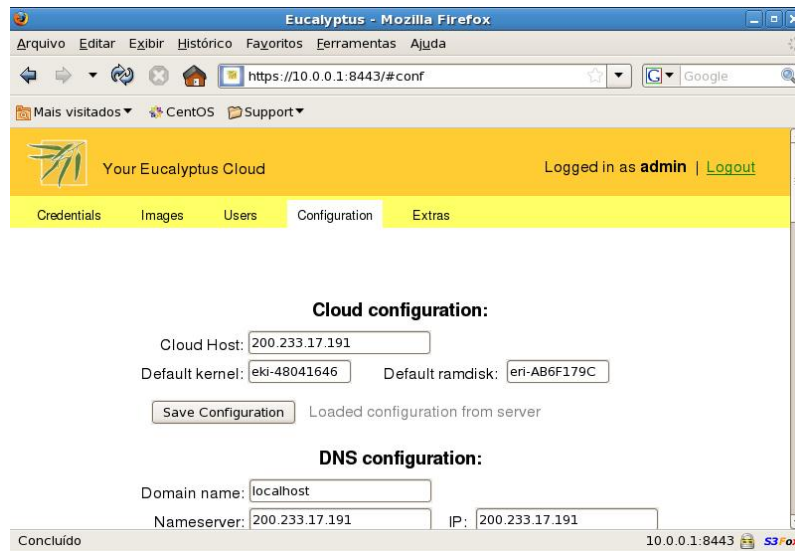 Eucalyptus - Mozilla Firefox
Arquivo Editar Exibir Histórico Favoritos Ferramentas Ajuda
https://10.0.0.1:8443/#conf
G Google
Mais visitados CentOS Support
Your Eucalyptus Cloud
Logged in as admin | Logout
Credentials Images Users Configuration Extras
Cloud configuration:
Cloud Host: 200.233.17.191
Default kernel: eki-48041646 Default ramdisk: eri-AB6F179C
Save Configuration Loaded configuration from server
DNS configuration:
Domain name: localhost
Nameserver: 200.233.17.191 IP: 200.233.17.191
Concluído 10.0.0.1:8443 S3Fox